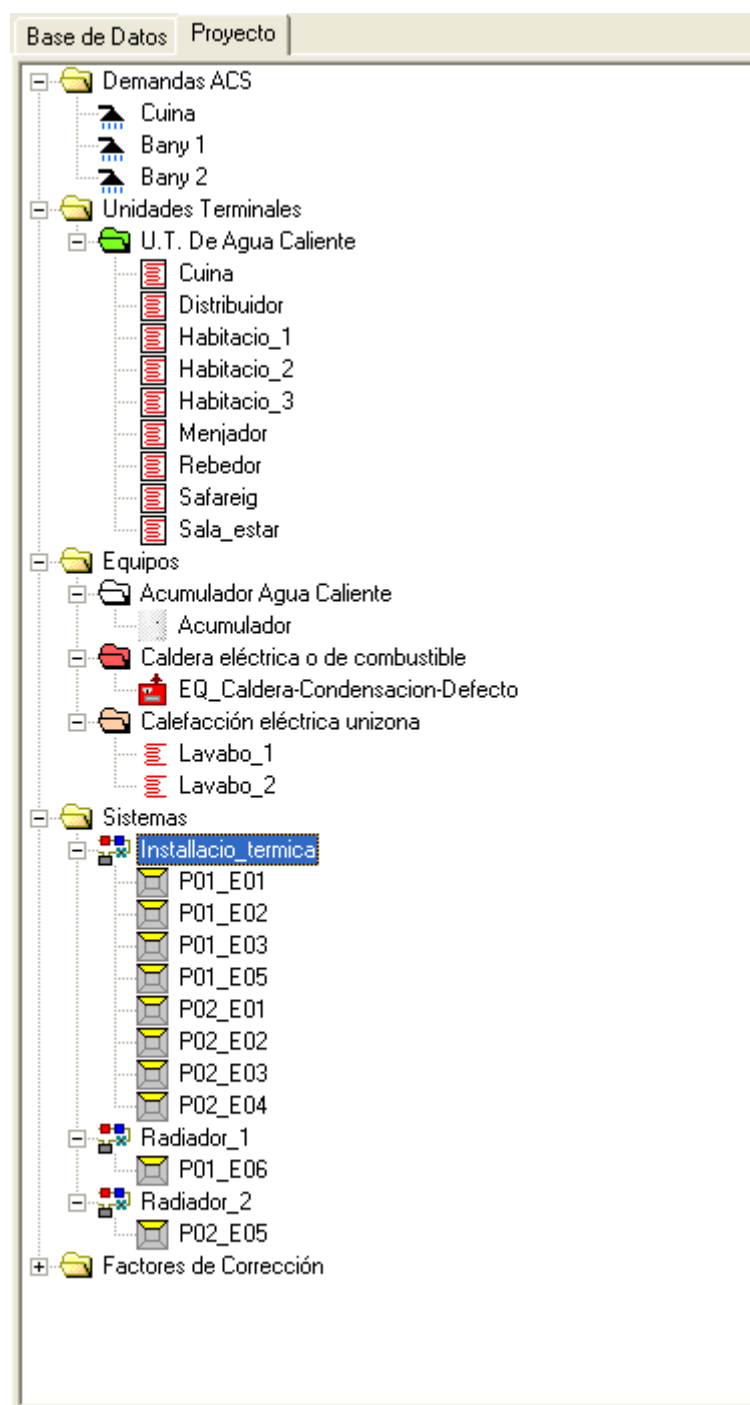 Base de Datos Proyecto
Demandas ACS
Cuina
Bany 1
Bany 2
Unidades Terminales
U.T. De Agua Caliente
Cuina
Distribuidor
Habitacio_1
Habitacio_2
Habitacio_3
Menjador
Rebedor
Safareig
Sala_estar
Equipos
Acumulador Agua Caliente
Acumulador
Caldera eléctrica o de combustible
EQ_Caldera-Condensacion-Defecto
Calefacción eléctrica unizona
Lavabo_1
Lavabo_2
Sistemas
Installacio_termica
P01_E01
P01_E02
P01_E03
P01_E05
P02_E01
P02_E02
P02_E03
P02_E04
Radiador_1
P01_E06
Radiador_2
P02_E05
Factores de Corrección